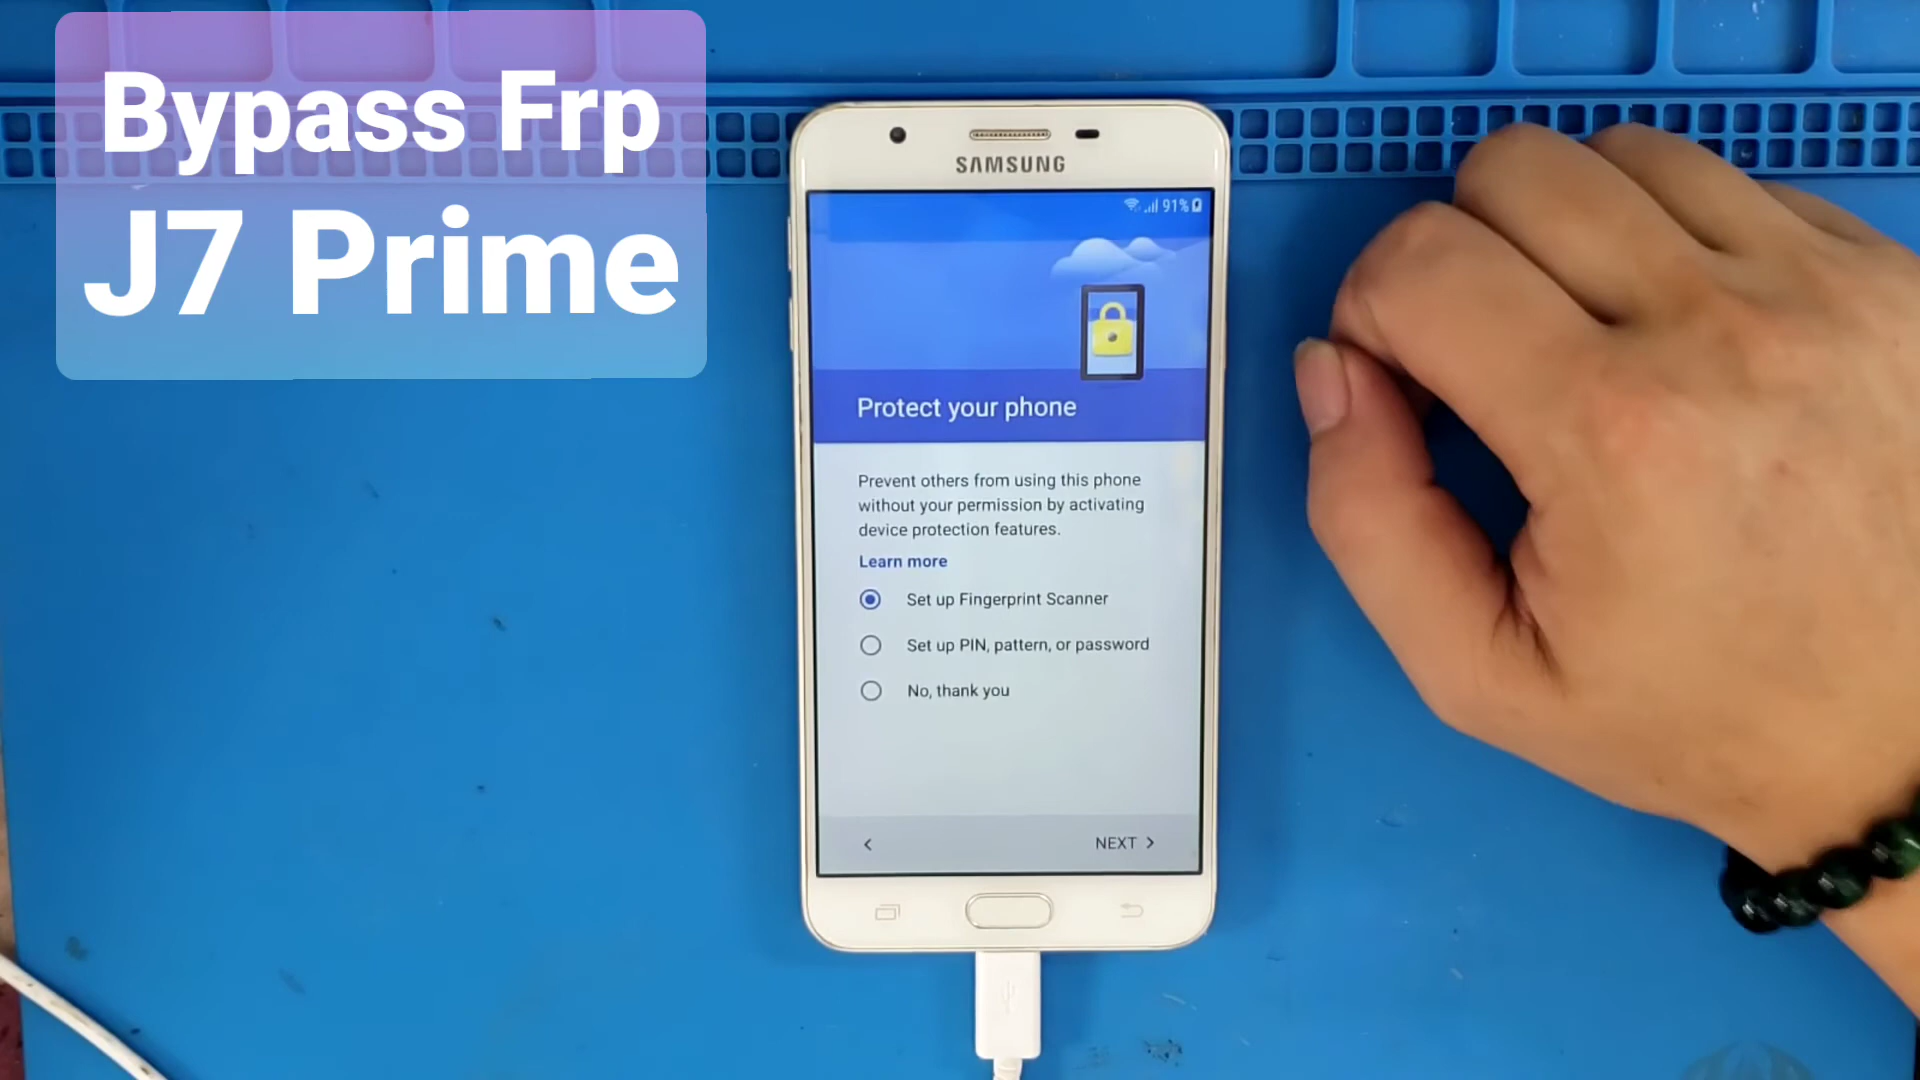 Bypass Frp
J7 Prime
SAMSUNG
91%
Protect your phone
Prevent others from using this phone
without your permission by activating
device protection features.
Learn more
Set up Fingerprint Scanner
Set up PIN, pattern, or password
No, thank you
NEXT